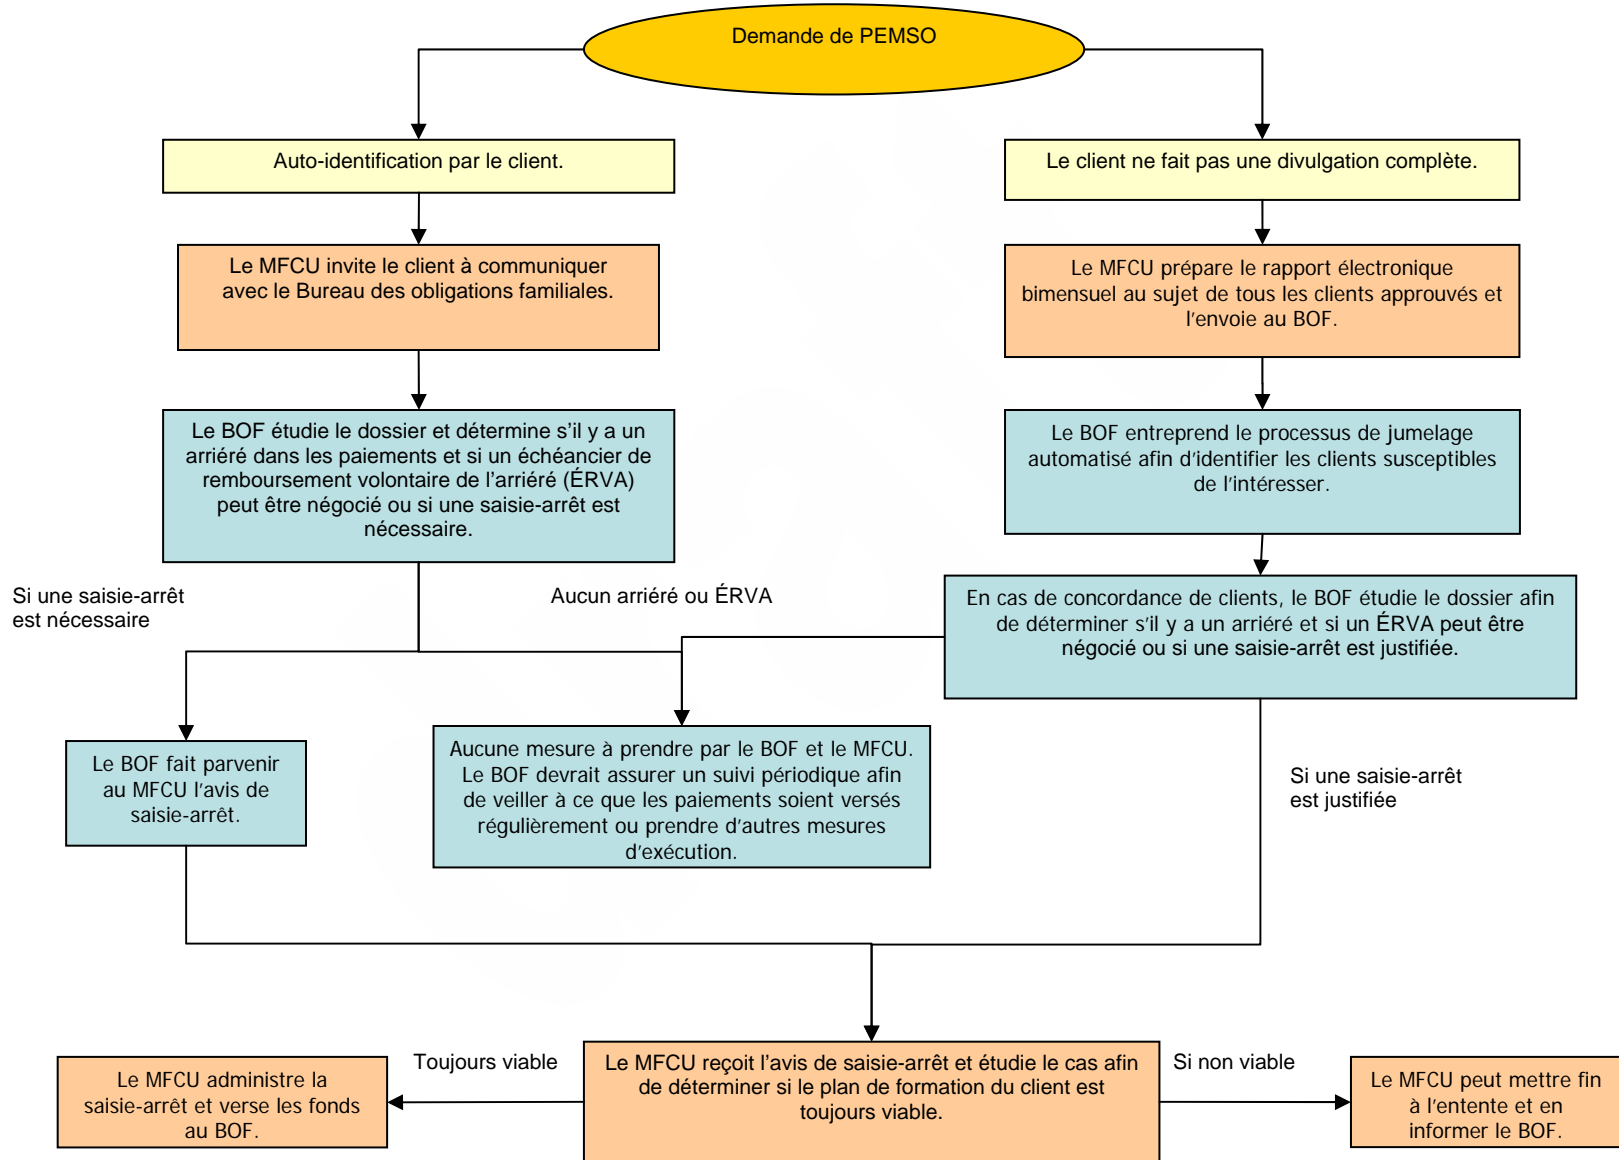 Demande de PEMSO
Auto-identification par le client.
Le client ne fait pas une divulgation complète.
Le MFCU invite le client à communiquer
avec le Bureau des obligations familiales.
Le MFCU prépare le rapport électronique
bimensuel au sujet de tous les clients approuvés et
l'envoie au BOF.
Le BOF étudie le dossier et détermine s'il y a un
arriéré dans les paiements et si un échéancier de
remboursement volontaire de l'arriéré (ÉRVA)
peut être négocié ou si une saisie-arrêt est
nécessaire.
Le BOF entreprend le processus de jumelage
automatisé afin d'identifier les clients susceptibles
de l'intéresser.
Si une saisie-arrêt
est nécessaire
Aucun arriéré ou ÉRVA
En cas de concordance de clients, le BOF étudie le dossier afin
de déterminer s'il y a un arriéré et si un ÉRVA peut être
négocié ou si une saisie-arrêt est justifiée.
Le BOF fait parvenir
au MFCU l'avis de
saisie-arrêt.
Aucune mesure à prendre par le BOF et le MFCU.
Le BOF devrait assurer un suivi périodique afin
de veiller à ce que les paiements soient versés
régulièrement ou prendre d'autres mesures
d'exécution.
Si une saisie-arrêt
est justifiée
Toujours viable
Le MFCU reçoit l'avis de saisie-arrêt et étudie le cas afin
de déterminer si le plan de formation du client est
toujours viable.
Si non viable
Le MFCU administre la
saisie-arrêt et verse les fonds
au BOF.
Le MFCU peut mettre fin
à l'entente et en
informer le BOF.